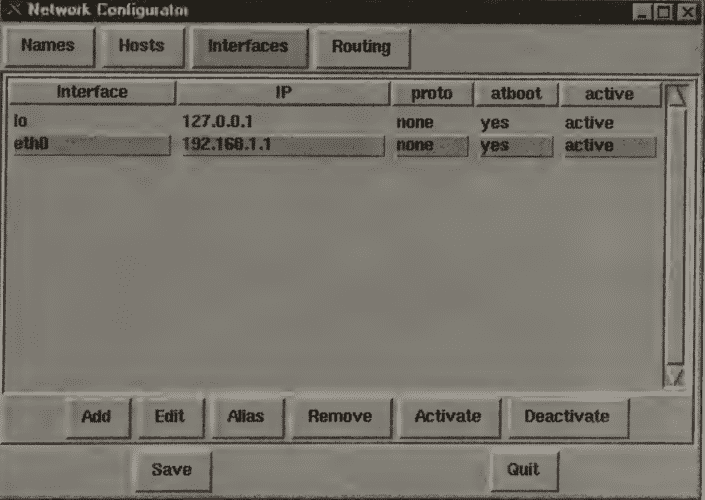 Network Configurator
Names Hosts Interfaces Routing
Interface IP proto atboot active
lo 127.0.0.1 none yes active
eth0 192.168.1.1 none yes active
Add Edit Alias Remove Activate Deactivate
Save Quit